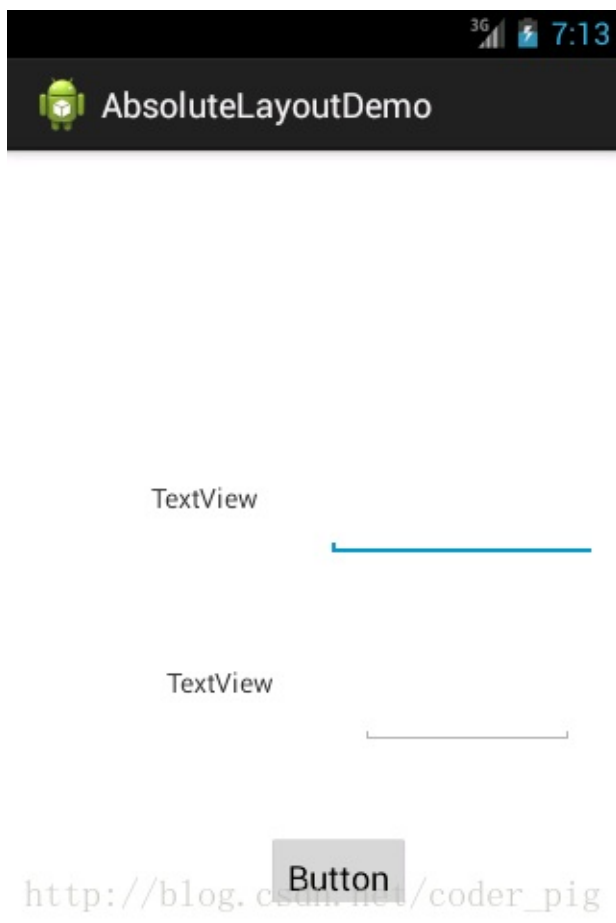 3G 7:13
AbsoluteLayoutDemo
TextView
TextView
Button
http://blog.csdn.net/coder_pig